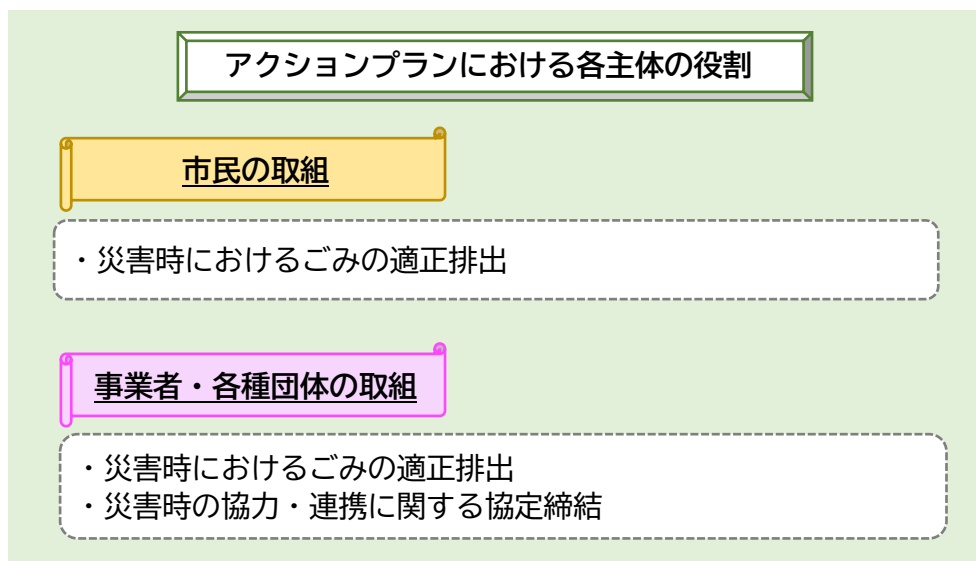 アクションプランにおける各主体の役割
市民の取組
・災害時におけるごみの適正排出
事業者・各種団体の取組
・災害時におけるごみの適正排出
・災害時の協力・連携に関する協定締結